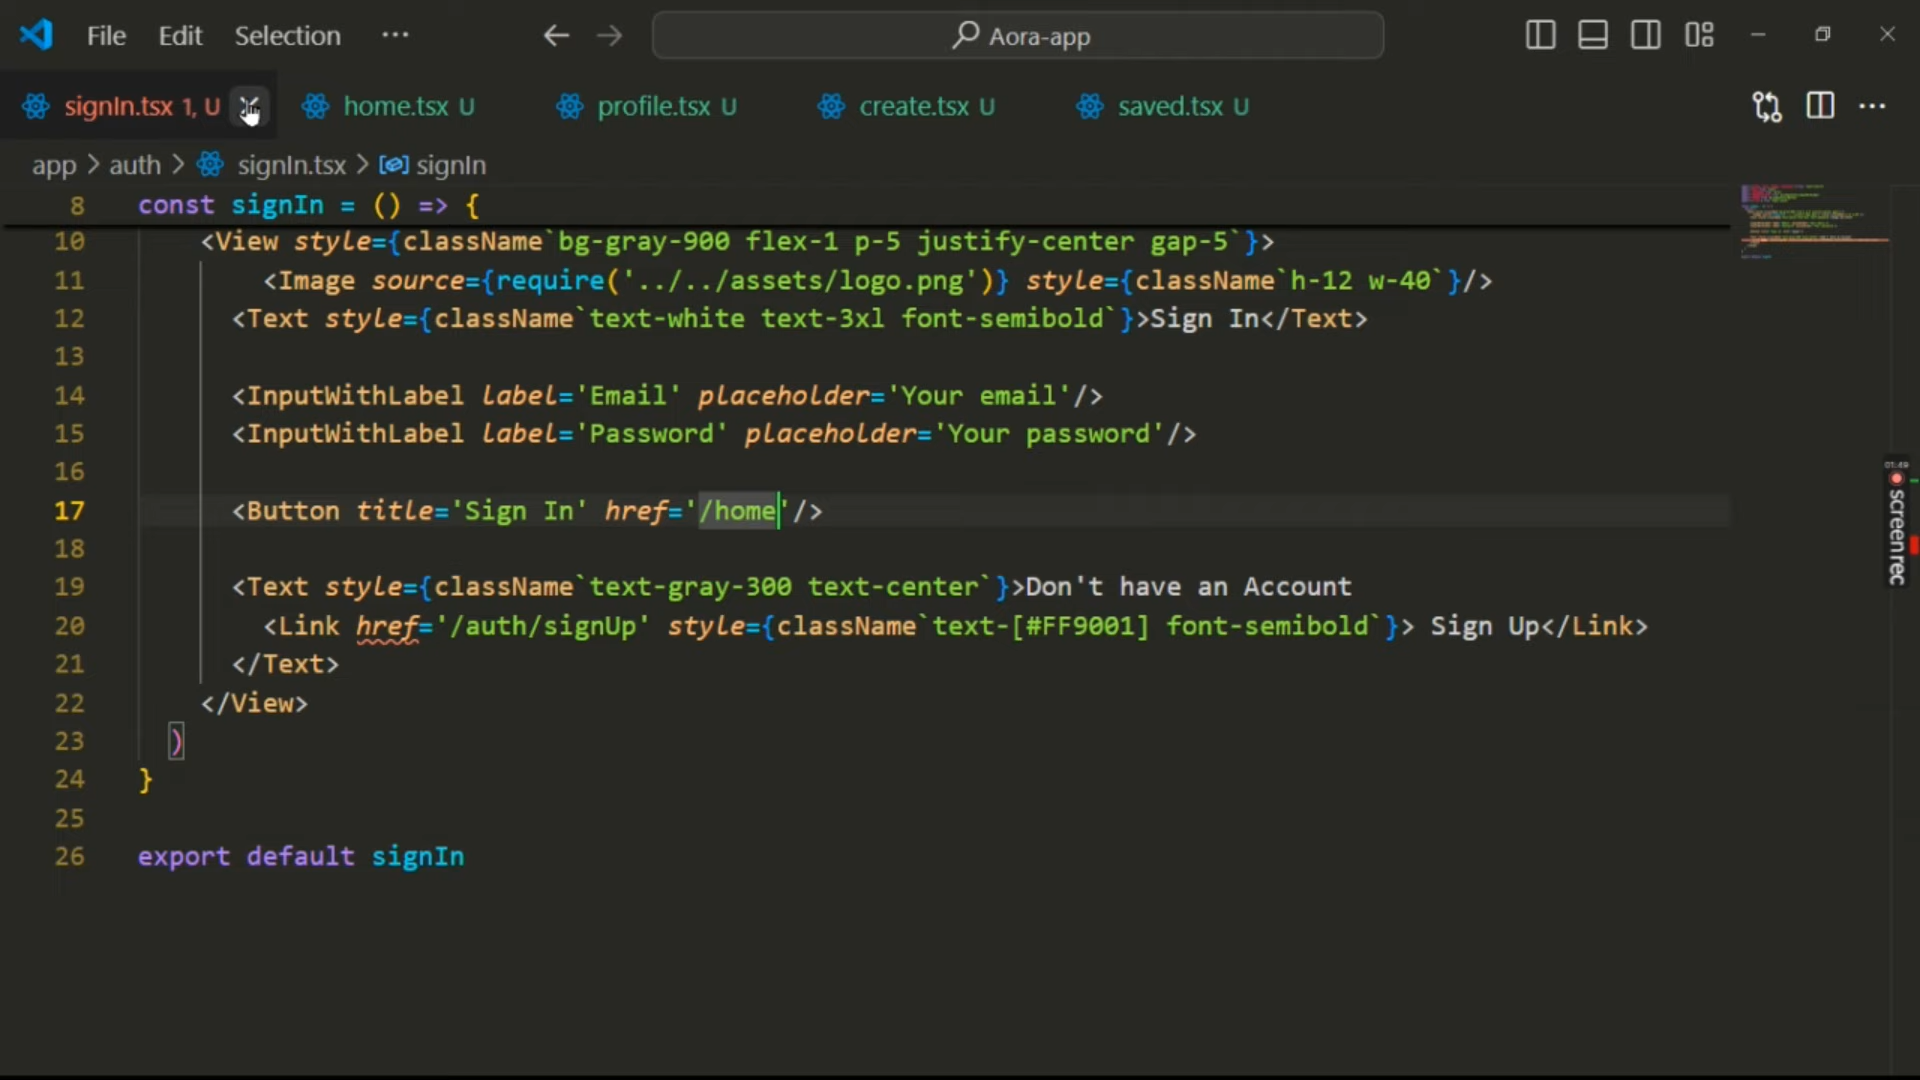 File Edit Selection ··· Aora-app
signIn.tsx 1, U home.tsx U profile.tsx U create.tsx U saved.tsx U ···
app > auth > signIn.tsx > signIn
8 const signIn = () => {
10 <View style={className`bg-gray-900 flex-1 p-5 justify-center gap-5`}>
11 <Image source={require('../../assets/logo.png')} style={className`h-12 w-40`}/>
12 <Text style={className`text-white text-3xl font-semibold`}>Sign In</Text>
13
14 <InputWithLabel label='Email' placeholder='Your email'/>
15 <InputWithLabel label='Password' placeholder='Your password'/>
16
17 <Button title='Sign In' href='/home'/>
18
19 <Text style={className`text-gray-300 text-center`}>Don't have an Account
20 <Link href='/auth/signUp' style={className`text-[#FF9001] font-semibold`}> Sign Up</Link>
21 </Text>
22 </View>
23 )
24 }
25
26 export default signIn
01:49
screenrec